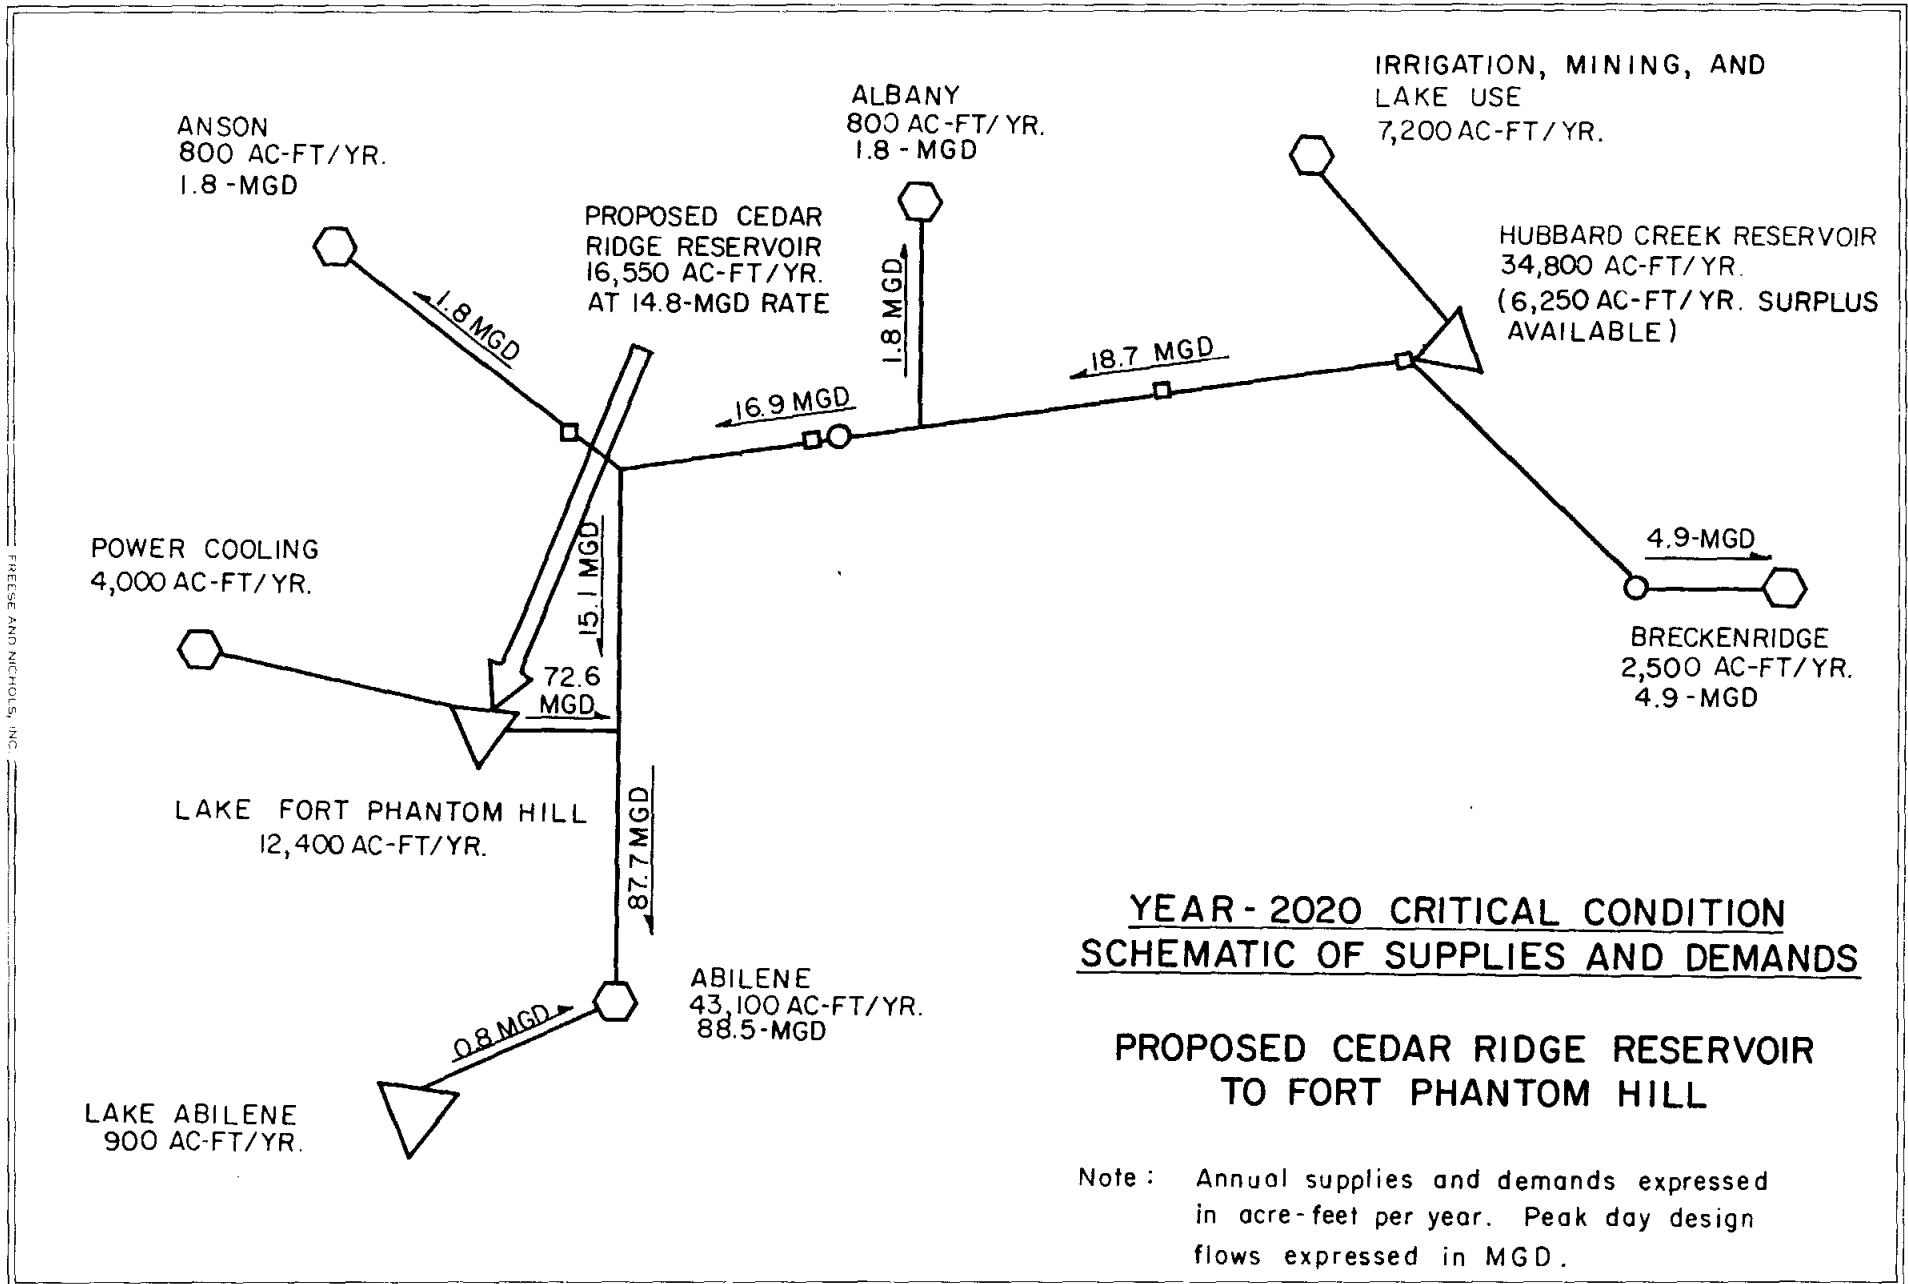 IRRIGATION, MINING, AND
LAKE USE
7,200 AC-FT/YR.
ALBANY
800 AC-FT/YR.
1.8-MGD
ANSON
800 AC-FT/YR.
1.8-MGD
PROPOSED CEDAR
RIDGE RESERVOIR
16,550 AC-FT/YR.
AT 14.8-MGD RATE
HUBBARD CREEK RESERVOIR
34,800 AC-FT/YR.
(6,250 AC-FT/YR. SURPLUS
AVAILABLE)
1.8 MGD
1.8 MGD
18.7 MGD
16.9 MGD
15.1 MGD
POWER COOLING
4,000 AC-FT/YR.
4.9-MGD
BRECKENRIDGE
2,500 AC-FT/YR.
4.9-MGD
72.6
MGD
LAKE FORT PHANTOM HILL
12,400 AC-FT/YR.
87.7 MGD
ABILENE
43,100 AC-FT/YR.
88.5-MGD
0.8 MGD
LAKE ABILENE
900 AC-FT/YR.
YEAR-2020 CRITICAL CONDITION
SCHEMATIC OF SUPPLIES AND DEMANDS
PROPOSED CEDAR RIDGE RESERVOIR
TO FORT PHANTOM HILL
Note: Annual supplies and demands expressed
in acre-feet per year. Peak day design
flows expressed in MGD.
FREESE AND NICHOLS, INC.